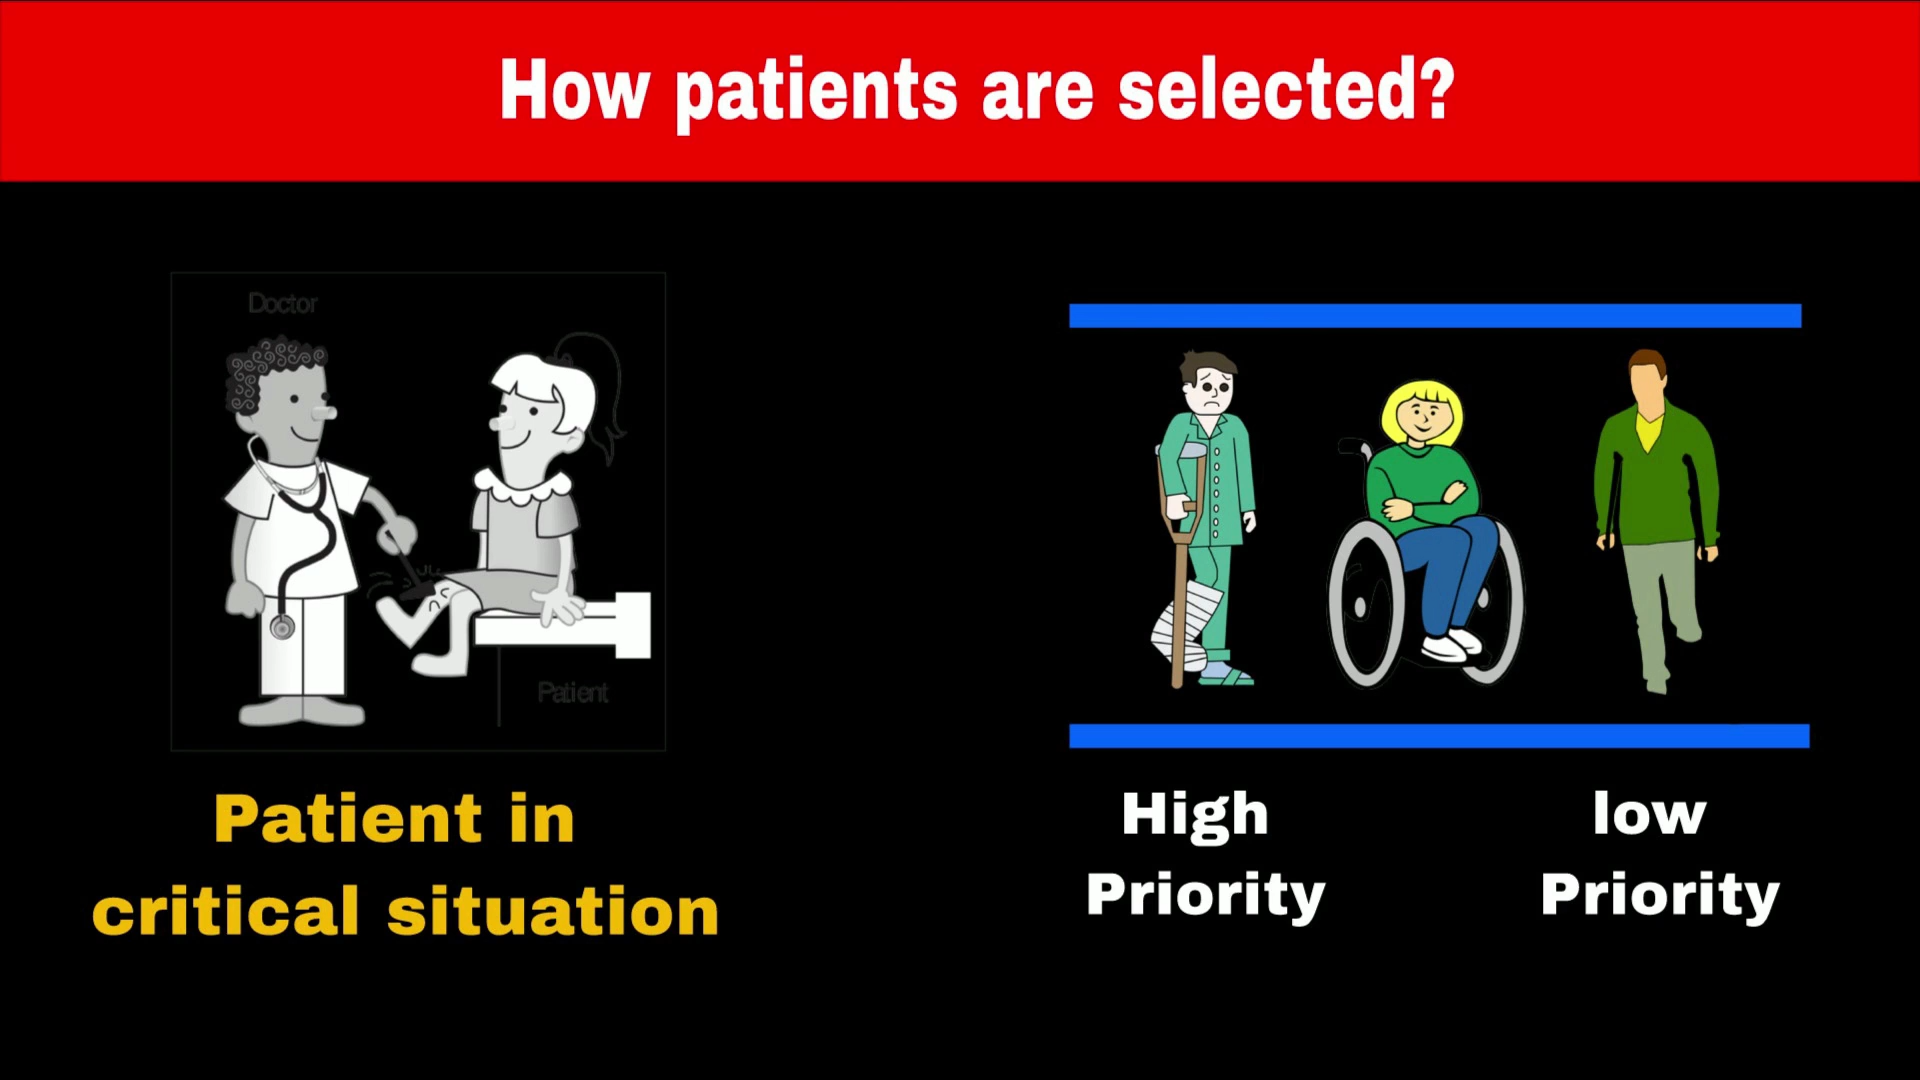 How patients are selected?
Doctor
Patient
Patient in
critical situation
High
Priority
low
Priority